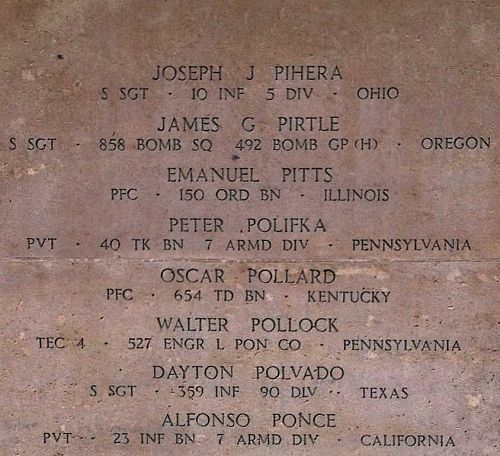 JOSEPH J PIHERA
S SGT · 10 INF 5 DIV · OHIO
JAMES G PIRTLE
S SGT · 858 BOMB SQ 492 BOMB GP (H) · OREGON
EMANUEL PITTS
PFC · 150 ORD BN · ILLINOIS
PETER POLIFKA
PVT · 40 TK BN 7 ARMD DIV · PENNSYLVANIA
OSCAR POLLARD
PFC · 654 TD BN · KENTUCKY
WALTER POLLOCK
TEC 4 · 527 ENGR L PON CO · PENNSYLVANIA
DAYTON POLVADO
S SGT · 359 INF 90 DIV · TEXAS
ALFONSO PONCE
PVT · 23 INF BN 7 ARMD DIV · CALIFORNIA